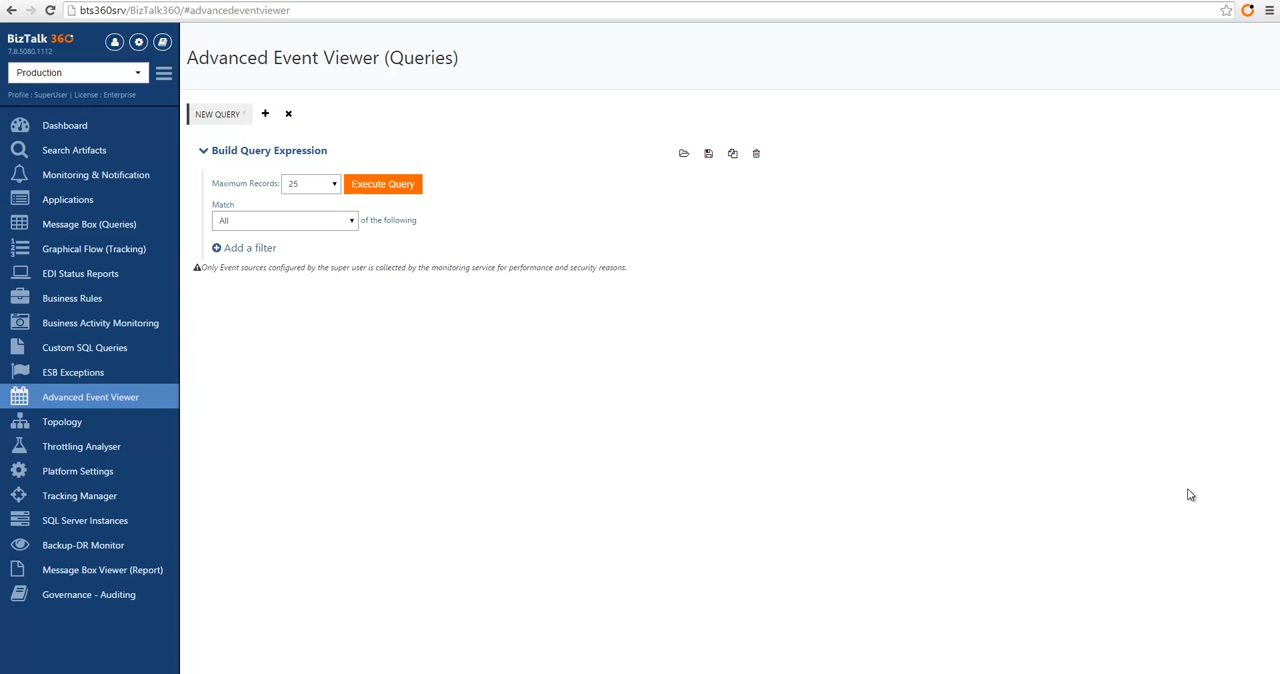 bts360srv/BizTalk360/#advancedeventviewer
BizTalk 360
7.8.5080.1112
Production
Profile : SuperUser | License : Enterprise
Dashboard
Search Artifacts
Monitoring & Notification
Applications
Message Box (Queries)
Graphical Flow (Tracking)
EDI Status Reports
Business Rules
Business Activity Monitoring
Custom SQL Queries
ESB Exceptions
Advanced Event Viewer
Topology
Throttling Analyser
Platform Settings
Tracking Manager
SQL Server Instances
Backup-DR Monitor
Message Box Viewer (Report)
Governance - Auditing
Advanced Event Viewer (Queries)
NEW QUERY *
Build Query Expression
Maximum Records: 25 Execute Query
Match
All of the following
Add a filter
Only Event sources configured by the super user is collected by the monitoring service for performance and security reasons.